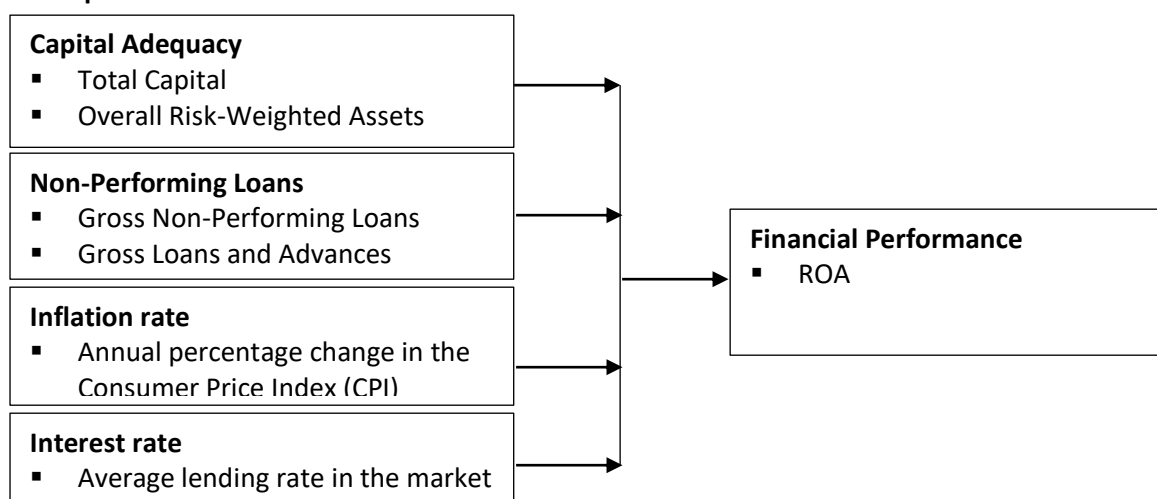 Capital Adequacy
▪ Total Capital
▪ Overall Risk-Weighted Assets
Non-Performing Loans
▪ Gross Non-Performing Loans
▪ Gross Loans and Advances
Inflation rate
▪ Annual percentage change in the
Consumer Price Index (CPI)
Interest rate
▪ Average lending rate in the market
Financial Performance
▪ ROA